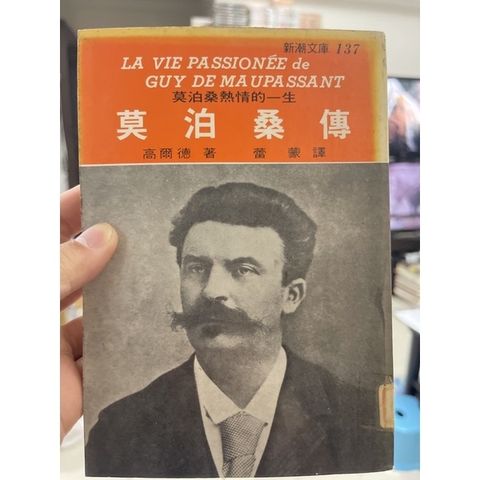 新潮文庫 137
LA VIE PASSIONÉE de
GUY DE MAUPASSANT
莫泊桑熱情的一生
莫泊桑傳
高爾德 著 蕾蒙 譯